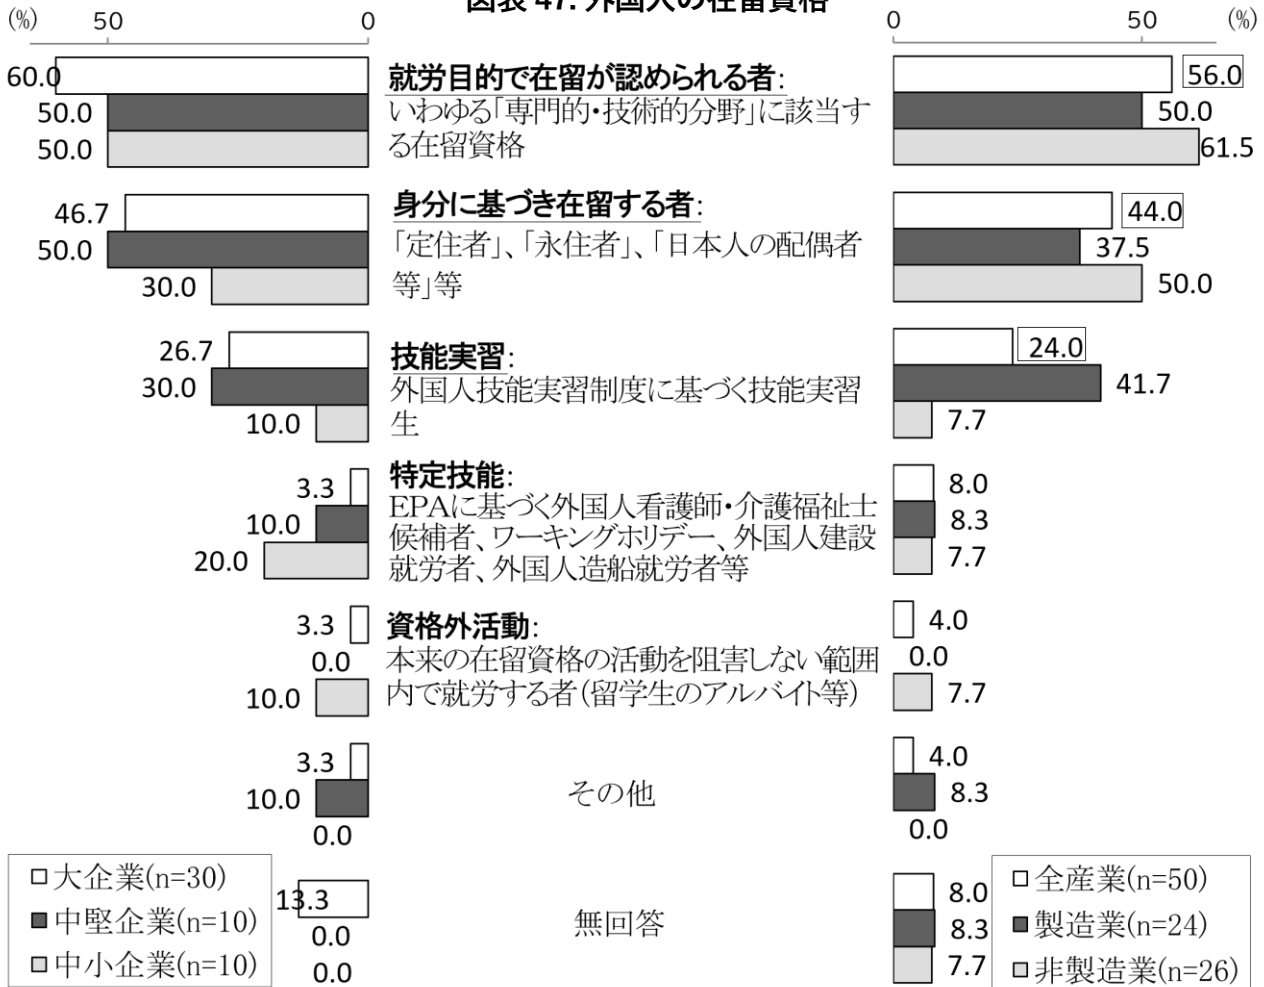 図表 47. 外国人の在留資格
(%) 50 0
0 50 (%)
60.0
50.0
50.0
就労目的で在留が認められる者:
いわゆる「専門的・技術的分野」に該当す
る在留資格
56.0
50.0
61.5
46.7
50.0
30.0
身分に基づき在留する者:
「定住者」、「永住者」、「日本人の配偶者
等」等
44.0
37.5
50.0
26.7
30.0
10.0
技能実習:
外国人技能実習制度に基づく技能実習
生
24.0
41.7
7.7
3.3
10.0
20.0
特定技能:
EPAに基づく外国人看護師・介護福祉士
候補者、ワーキングホリデー、外国人建設
就労者、外国人造船就労者等
8.0
8.3
7.7
3.3
0.0
10.0
資格外活動:
本来の在留資格の活動を阻害しない範囲
内で就労する者(留学生のアルバイト等)
4.0
0.0
7.7
3.3
10.0
0.0
その他
4.0
8.3
0.0
13.3
0.0
0.0
無回答
8.0
8.3
7.7
大企業(n=30)
中堅企業(n=10)
中小企業(n=10)
全産業(n=50)
製造業(n=24)
非製造業(n=26)